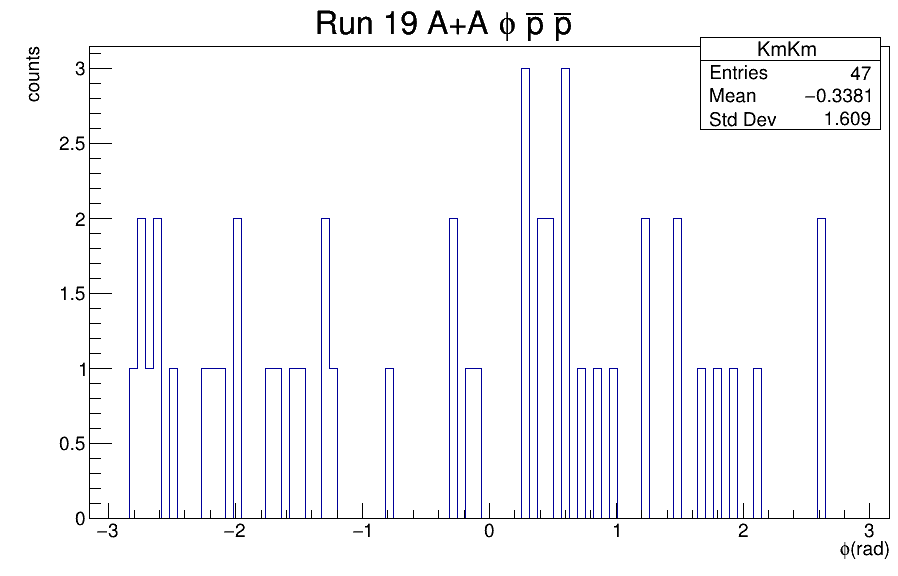 Run 19 A+A ϕ p̅ p̅
counts
KmKm
Entries 47
Mean −0.3381
Std Dev 1.609
3
2.5
2
1.5
1
0.5
0
−3 −2 −1 0 1 2 3
ϕ(rad)